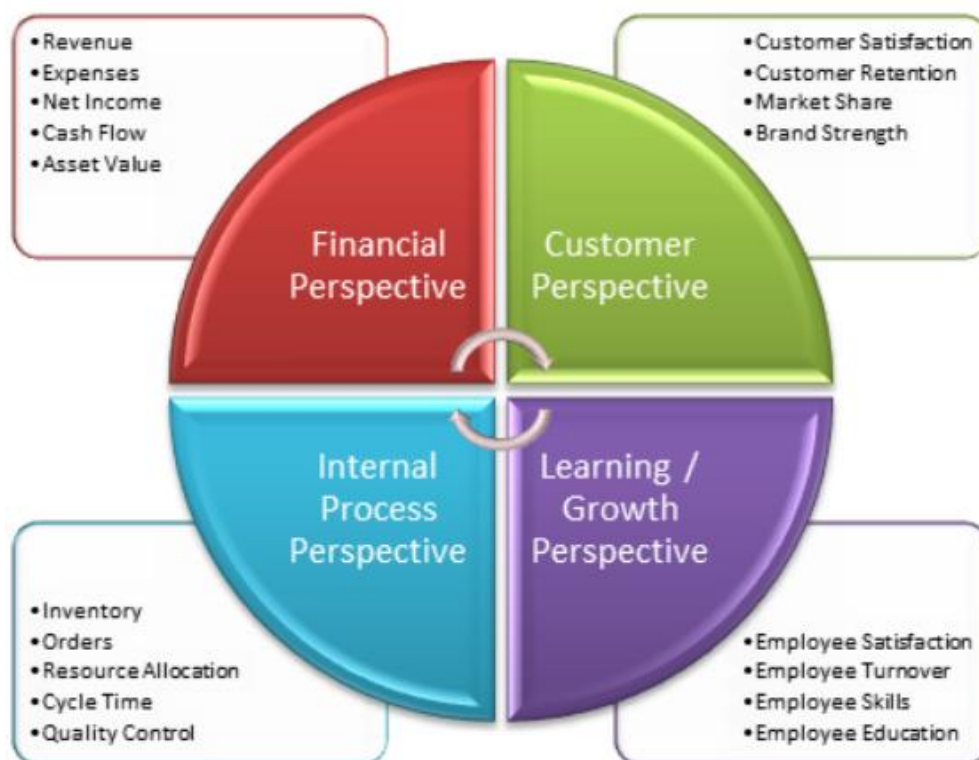 •Revenue
•Expenses
•Net Income
•Cash Flow
•Asset Value
•Customer Satisfaction
•Customer Retention
•Market Share
•Brand Strength
Financial
Perspective
Customer
Perspective
Internal
Process
Perspective
Learning /
Growth
Perspective
•Inventory
•Orders
•Resource Allocation
•Cycle Time
•Quality Control
•Employee Satisfaction
•Employee Turnover
•Employee Skills
•Employee Education